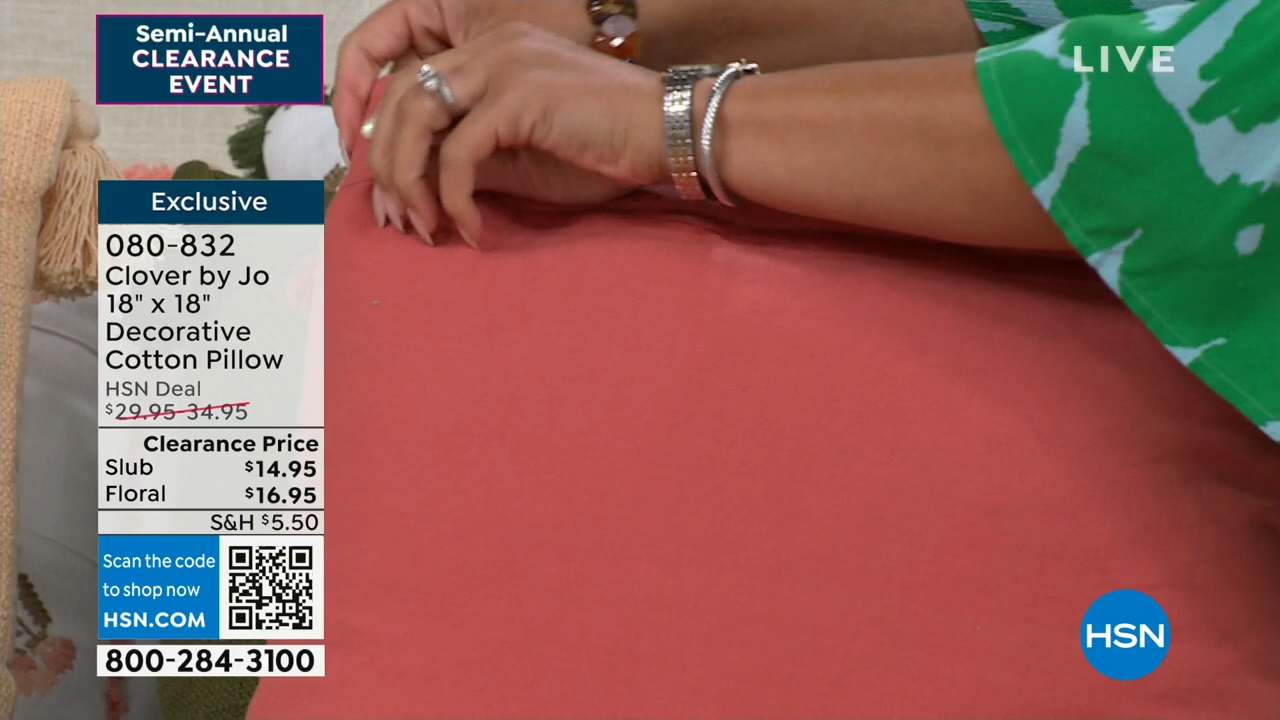 Semi-Annual
CLEARANCE
EVENT
LIVE
Exclusive
080-832
Clover by Jo
18" x 18"
Decorative
Cotton Pillow
HSN Deal
$29.95-34.95
Clearance Price
Slub $14.95
Floral $16.95
S&H $5.50
Scan the code
to shop now
HSN.COM
800-284-3100
HSN